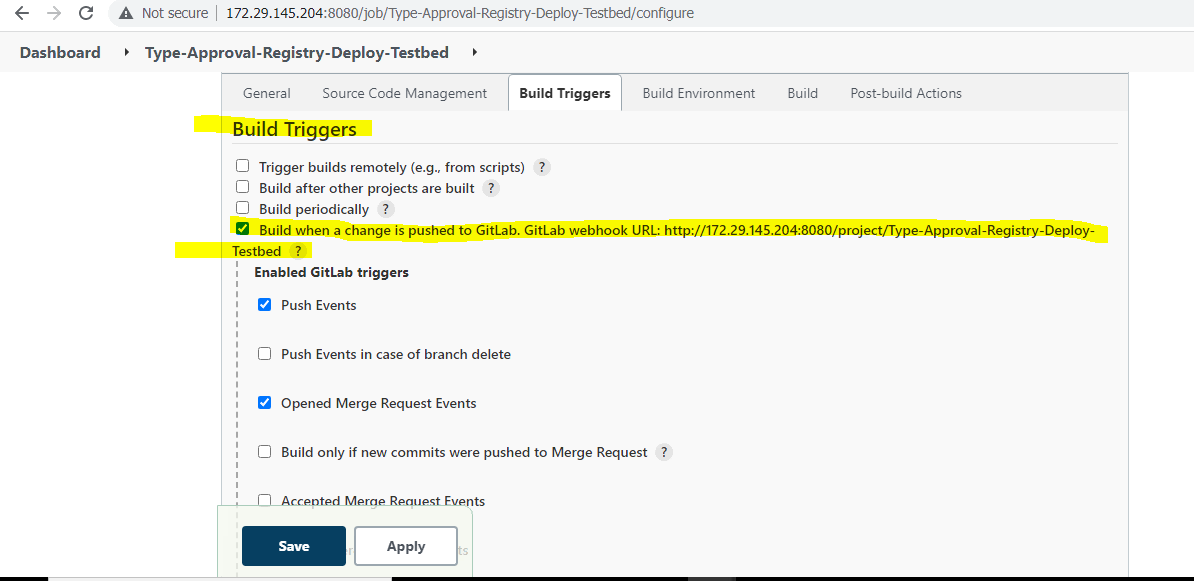 Not secure | 172.29.145.204:8080/job/Type-Approval-Registry-Deploy-Testbed/configure
Dashboard Type-Approval-Registry-Deploy-Testbed
General Source Code Management Build Triggers Build Environment Build Post-build Actions
Build Triggers
Trigger builds remotely (e.g., from scripts) ?
Build after other projects are built ?
Build periodically ?
Build when a change is pushed to GitLab. GitLab webhook URL: http://172.29.145.204:8080/project/Type-Approval-Registry-Deploy-
Testbed ?
Enabled GitLab triggers
Push Events
Push Events in case of branch delete
Opened Merge Request Events
Build only if new commits were pushed to Merge Request ?
Accepted Merge Request Events
Save Apply